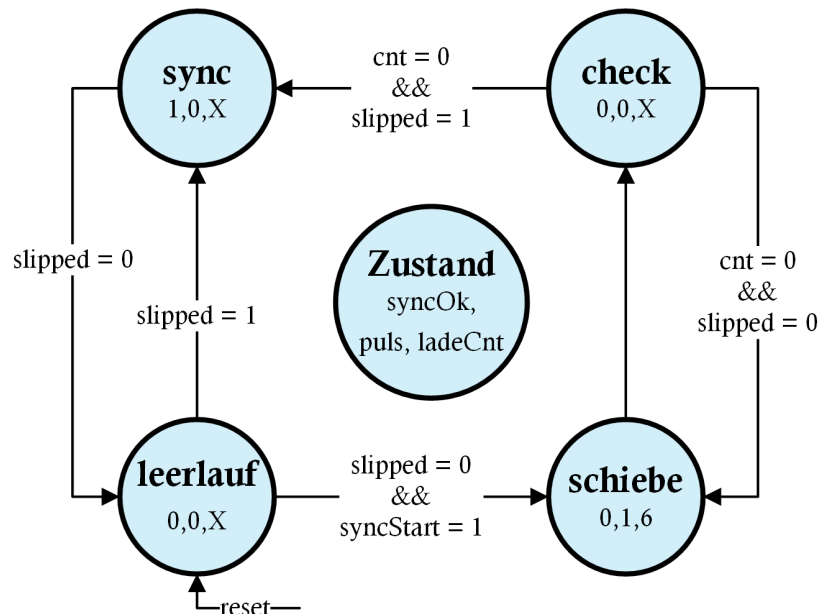 sync
1,0,X
cnt = 0
&&
slipped = 1
check
0,0,X
slipped = 0
slipped = 1
Zustand
syncOk,
puls, ladeCnt
cnt = 0
&&
slipped = 0
leerlauf
0,0,X
slipped = 0
&&
syncStart = 1
schiebe
0,1,6
reset